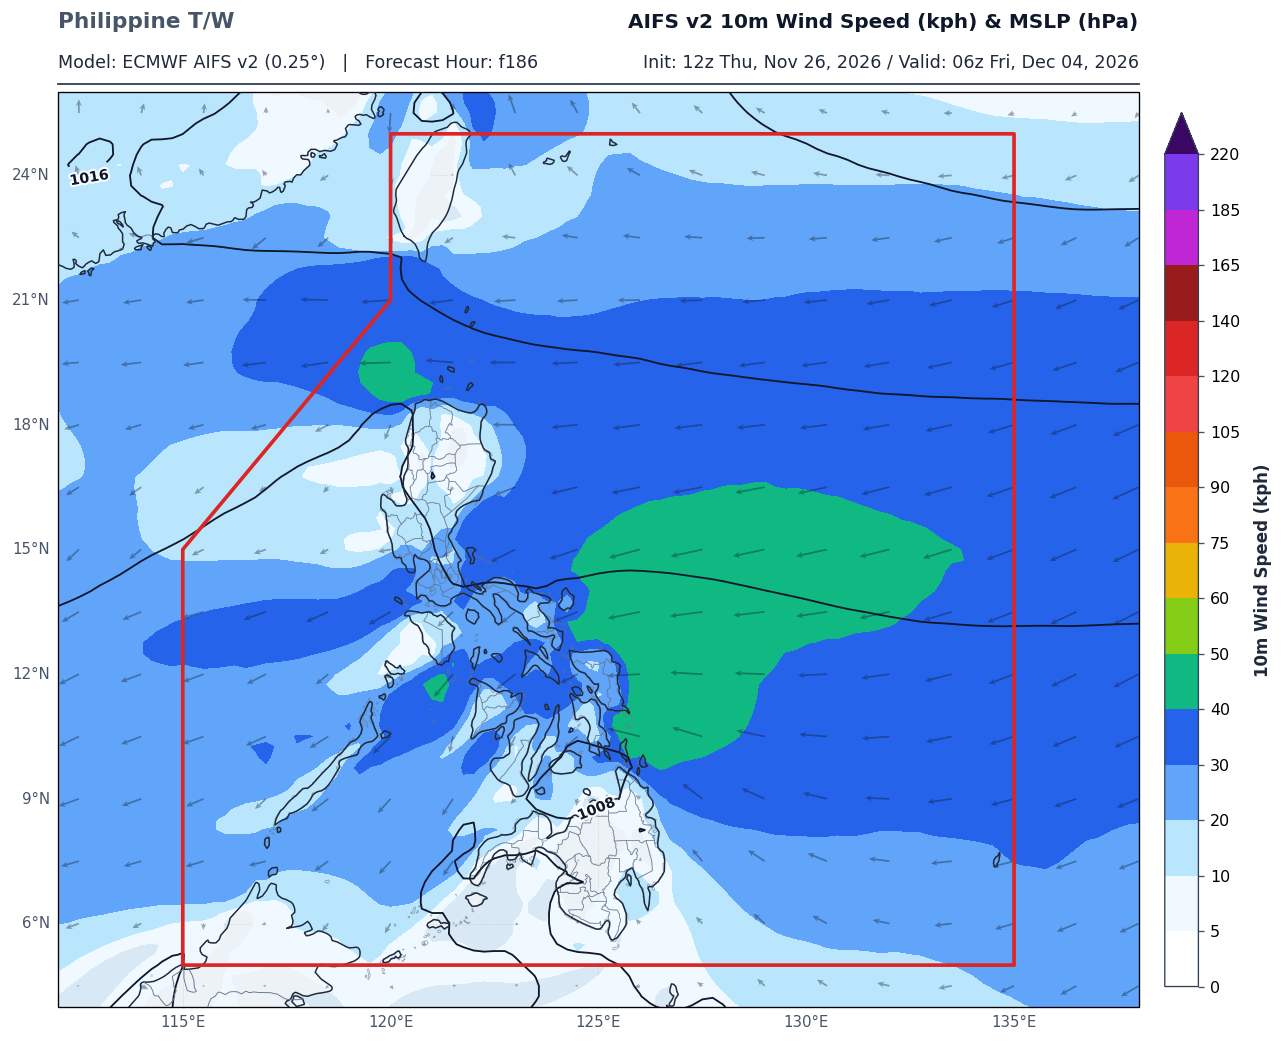 Philippine T/W
AIFS v2 10m Wind Speed (kph) & MSLP (hPa)
Model: ECMWF AIFS v2 (0.25°) | Forecast Hour: f186
Init: 12z Thu, Nov 26, 2026 / Valid: 06z Fri, Dec 04, 2026
1016
1008
24°N
21°N
18°N
15°N
12°N
9°N
6°N
115°E
120°E
125°E
130°E
135°E
220
185
165
140
120
105
90
75
60
50
40
30
20
10
5
0
10m Wind Speed (kph)